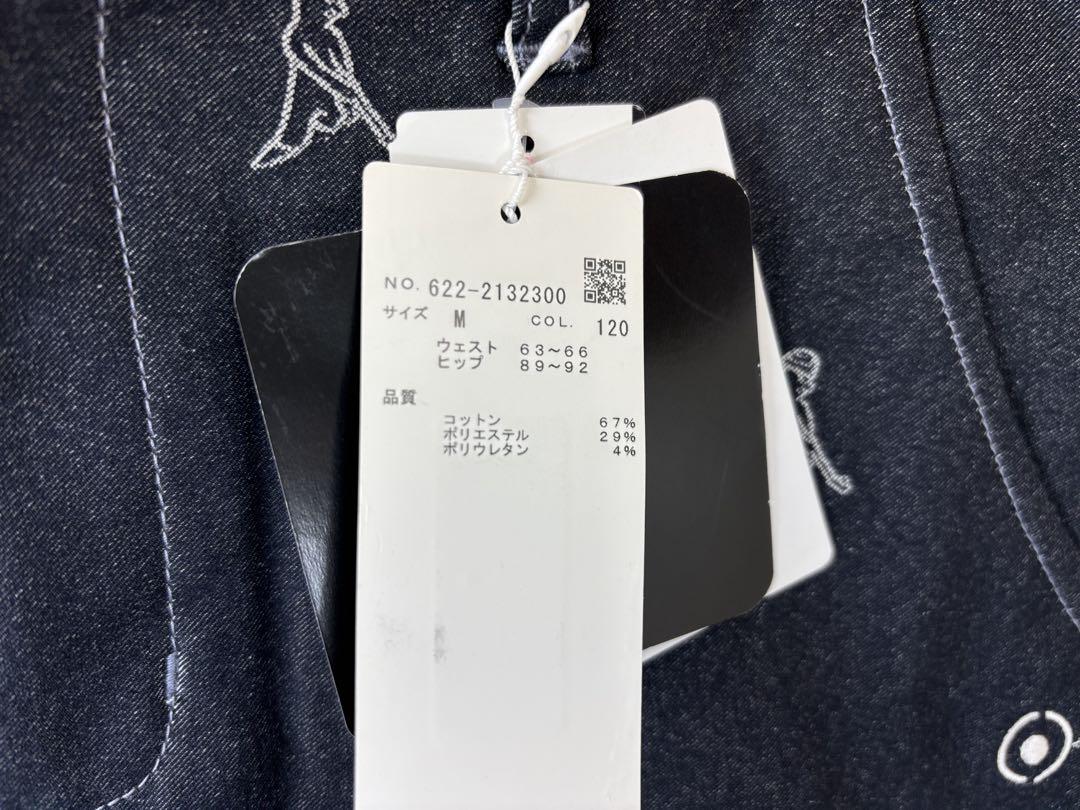 NO. 622-2132300
サイズ M COL. 120
ウェスト 63〜66
ヒップ 89〜92
品質
コットン 67%
ポリエステル 29%
ポリウレタン 4%